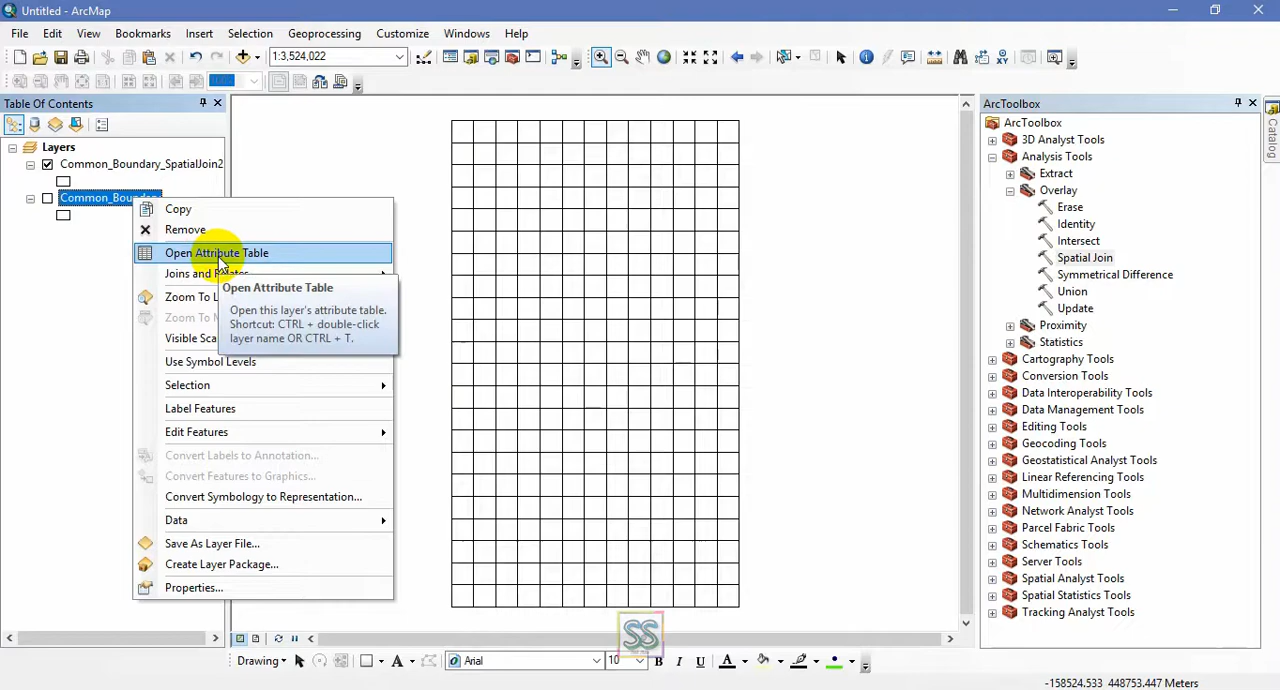 Untitled - ArcMap
File Edit View Bookmarks Insert Selection Geoprocessing Customize Windows Help
1:3,524,022
Table Of Contents
ArcToolbox
Catalog
Layers
Common_Boundary_SpatialJoin2
Copy
Remove
Open Attribute Table
Joins and Relates
Open Attribute Table
Open this layer's attribute table.
Shortcut: CTRL + double-click
layer name OR CTRL + T.
Use Symbol Levels
Selection
Label Features
Edit Features
Convert Labels to Annotation...
Convert Features to Graphics...
Convert Symbology to Representation...
Data
Save As Layer File...
Create Layer Package...
Properties...
ArcToolbox
3D Analyst Tools
Analysis Tools
Extract
Overlay
Erase
Identity
Intersect
Spatial Join
Symmetrical Difference
Union
Update
Proximity
Statistics
Cartography Tools
Conversion Tools
Data Interoperability Tools
Data Management Tools
Editing Tools
Geocoding Tools
Geostatistical Analyst Tools
Linear Referencing Tools
Multidimension Tools
Network Analyst Tools
Parcel Fabric Tools
Schematics Tools
Server Tools
Spatial Analyst Tools
Spatial Statistics Tools
Tracking Analyst Tools
SS
Drawing Arial 10 B I U A
-158524.533 448753.447 Meters